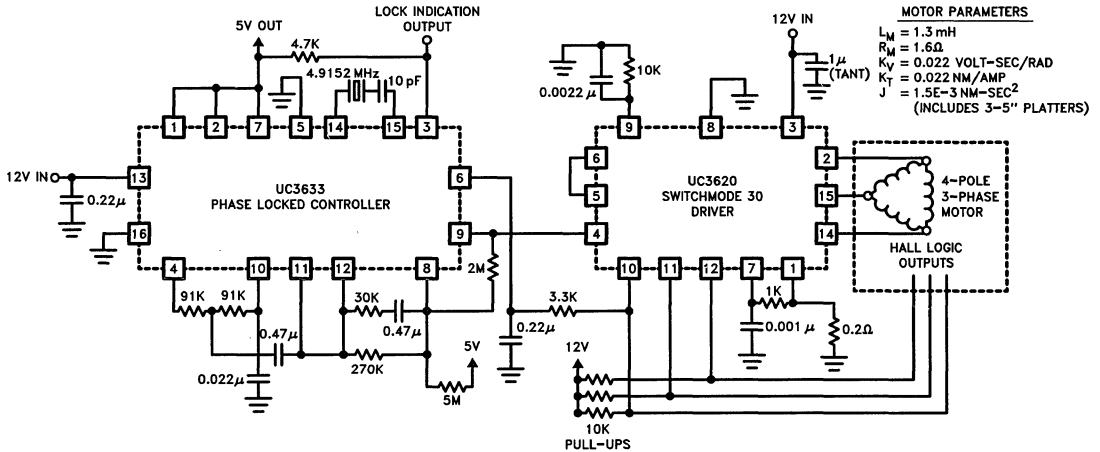 LOCK INDICATION
OUTPUT
5V OUT
4.7K
4.9152 MHz
10 pF
12V IN
MOTOR PARAMETERS
LM = 1.3 mH
RM = 1.6Ω
KV = 0.022 VOLT-SEC/RAD
KT = 0.022 NM/AMP
J = 1.5E-3 NM-SEC2
(INCLUDES 3-5" PLATTERS)
1μ
(TANT)
10K
0.0022μ
1
2
7
5
14
15
3
9
8
3
12V IN
13
0.22μ
16
UC3633
PHASE LOCKED CONTROLLER
6
9
6
5
4
UC3620
SWITCHMODE 30
DRIVER
2
15
14
4-POLE
3-PHASE
MOTOR
HALL LOGIC
OUTPUTS
4
10
11
12
8
2M
10
11
12
7
1
91K
91K
30K
0.47μ
0.47μ
270K
0.022μ
5V
5M
3.3K
0.22μ
1K
0.001μ
0.2Ω
12V
10K
PULL-UPS